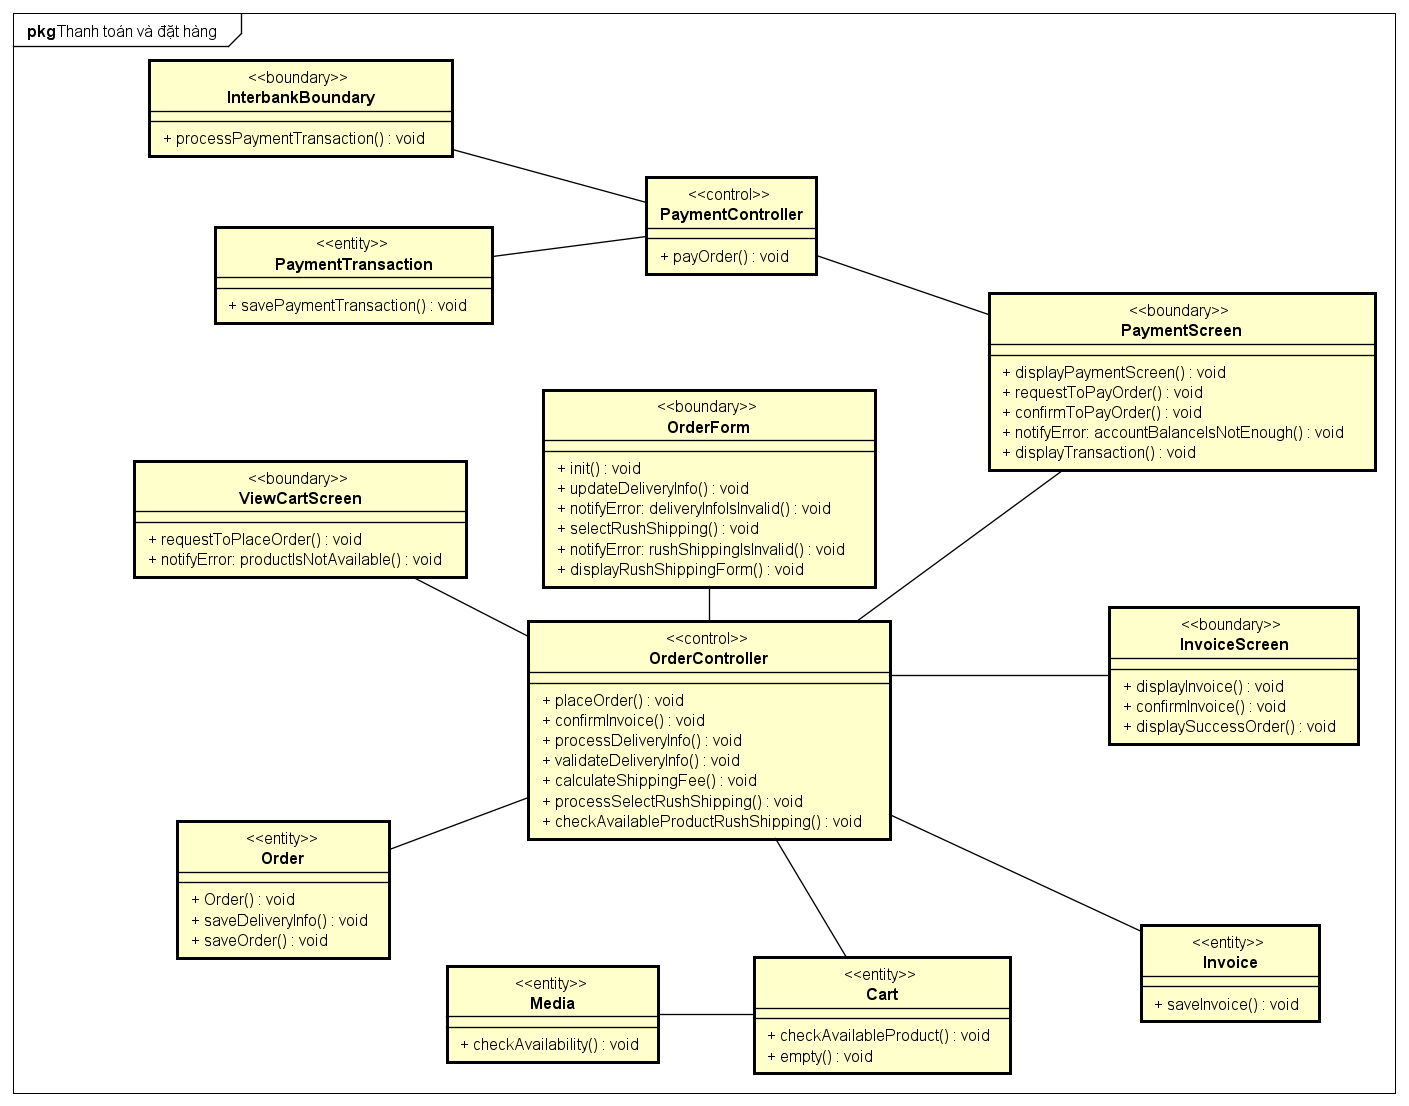 pkg Thanh toán và đặt hàng
<<boundary>>
InterbankBoundary
+ processPaymentTransaction() : void
<<control>>
PaymentController
+ payOrder() : void
<<entity>>
PaymentTransaction
+ savePaymentTransaction() : void
<<boundary>>
PaymentScreen
+ displayPaymentScreen() : void
+ requestToPayOrder() : void
+ confirmToPayOrder() : void
+ notifyError: accountBalanceIsNotEnough() : void
+ displayTransaction() : void
<<boundary>>
OrderForm
+ init() : void
+ updateDeliveryInfo() : void
+ notifyError: deliveryInfoIsInvalid() : void
+ selectRushShipping() : void
+ notifyError: rushShippingIsInvalid() : void
+ displayRushShippingForm() : void
<<boundary>>
ViewCartScreen
+ requestToPlaceOrder() : void
+ notifyError: productIsNotAvailable() : void
<<control>>
OrderController
+ placeOrder() : void
+ confirmInvoice() : void
+ processDeliveryInfo() : void
+ validateDeliveryInfo() : void
+ calculateShippingFee() : void
+ processSelectRushShipping() : void
+ checkAvailableProductRushShipping() : void
<<boundary>>
InvoiceScreen
+ displayInvoice() : void
+ confirmInvoice() : void
+ displaySuccessOrder() : void
<<entity>>
Order
+ Order() : void
+ saveDeliveryInfo() : void
+ saveOrder() : void
<<entity>>
Media
+ checkAvailability() : void
<<entity>>
Cart
+ checkAvailableProduct() : void
+ empty() : void
<<entity>>
Invoice
+ saveInvoice() : void